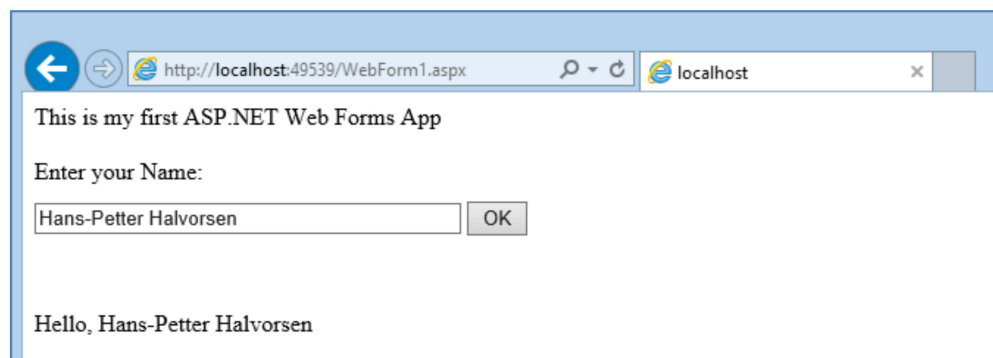 http://localhost:49539/WebForm1.aspx
localhost
This is my first ASP.NET Web Forms App
Enter your Name:
Hans-Petter Halvorsen OK
Hello, Hans-Petter Halvorsen